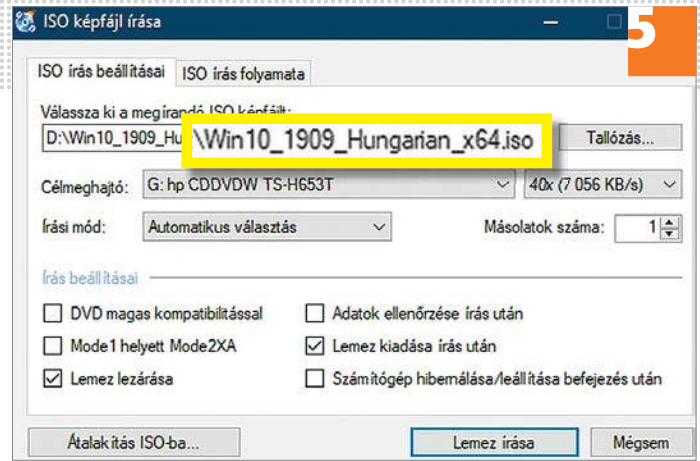 ISO képfájl írása
5
ISO írás beállításai ISO írás folyamata
Válassza ki a megírandó ISO képfájlt:
D:\Win10_1909_Hu \Win10_1909_Hungarian_x64.iso Tallózás...
Célmeghajtó: G: hp CDDVDW TS-H653T 40x (7 056 KB/s)
Írási mód: Automatikus választás Másolatok száma: 1
Írás beállításai
DVD magas kompatibilitással Adatok ellenőrzése írás után
Mode1 helyett Mode2XA Lemez kiadása írás után
Lemez lezárása Számítógép hibernálása/leállítása befejezés után
Átalakítás ISO-ba... Lemez írása Mégsem